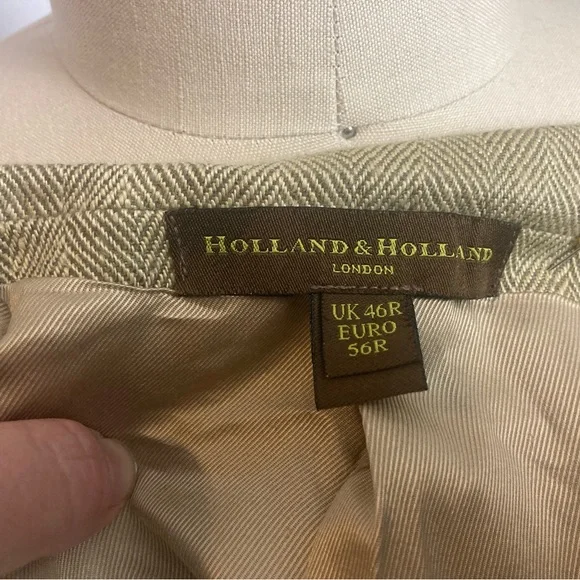 HOLLAND & HOLLAND
LONDON
UK 46R
EURO
56R